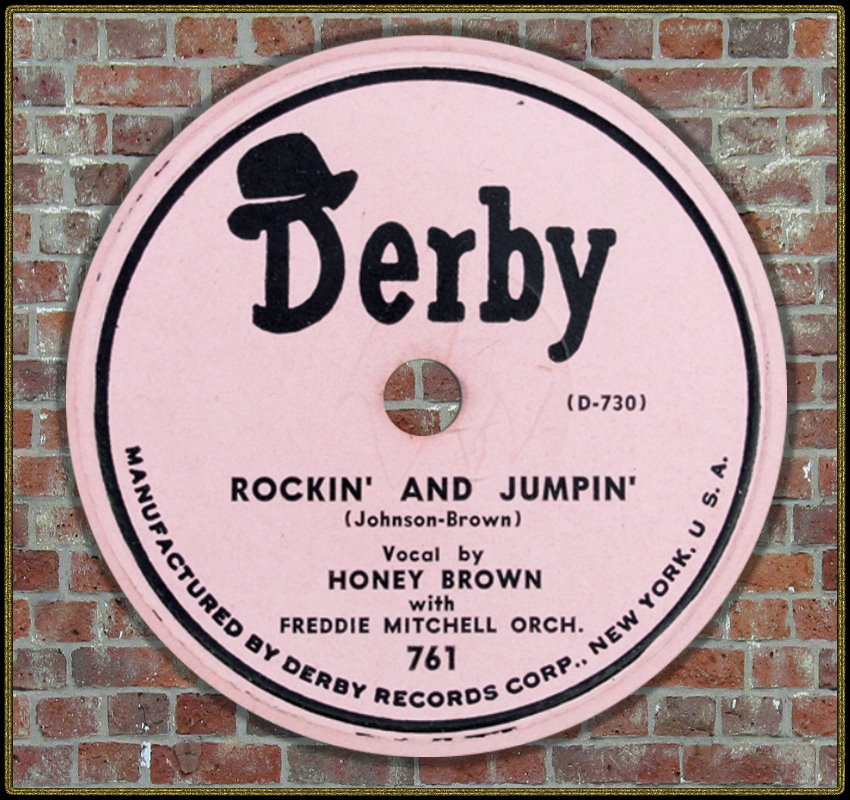 Derby
(D-730)
ROCKIN' AND JUMPIN'
(Johnson-Brown)
Vocal by
HONEY BROWN
with
FREDDIE MITCHELL ORCH.
761
MANUFACTURED BY DERBY RECORDS CORP., NEW YORK, U S. A.